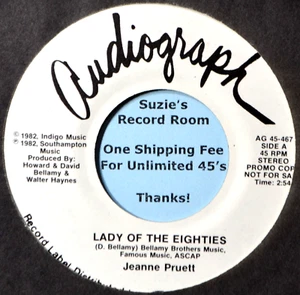 audiograph
Suzie's
Record Room
One Shipping Fee
For Unlimited 45's
Thanks!
℗ 1982, Indigo Music
℗ 1982, Southampton
Music
Produced By:
Howard & David
Bellamy &
Walter Haynes
AG 45-467
SIDE A
45 RPM
STEREO
PROMO COP
NOT FOR SA
Time: 2:54
LADY OF THE EIGHTIES
(D. Bellamy) Bellamy Brothers Music,
Famous Music, ASCAP
Jeanne Pruett
Record Label